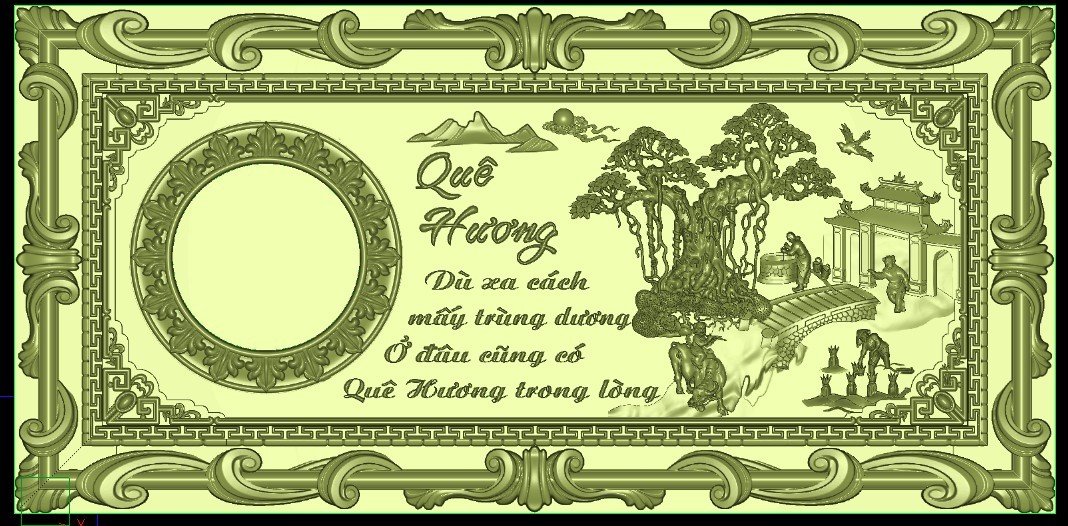 Quê
Hương
Dù xa cách
mấy trùng dương
Ở đâu cũng có
Quê Hương trong lòng